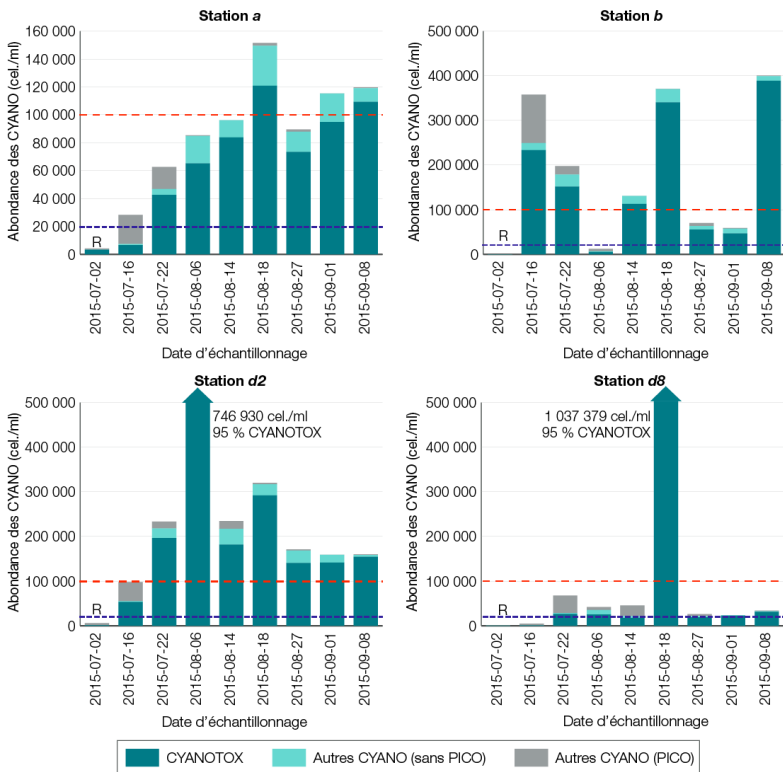 Station a
Abondance des CYANO (cel./ml)
160 000
140 000
120 000
100 000
80 000
60 000
40 000
20 000
0
R
2015-07-02
2015-07-16
2015-07-22
2015-08-06
2015-08-14
2015-08-18
2015-08-27
2015-09-01
2015-09-08
Date d'échantillonnage
Station b
Abondance des CYANO (cel./ml)
500 000
400 000
300 000
200 000
100 000
0
R
2015-07-02
2015-07-16
2015-07-22
2015-08-06
2015-08-14
2015-08-18
2015-08-27
2015-09-01
2015-09-08
Date d'échantillonnage
Station d2
Abondance des CYANO (cel./ml)
500 000
400 000
300 000
200 000
100 000
0
R
746 930 cel./ml
95 % CYANOTOX
2015-07-02
2015-07-16
2015-07-22
2015-08-06
2015-08-14
2015-08-18
2015-08-27
2015-09-01
2015-09-08
Date d'échantillonnage
Station d8
Abondance des CYANO (cel./ml)
500 000
400 000
300 000
200 000
100 000
0
R
1 037 379 cel./ml
95 % CYANOTOX
2015-07-02
2015-07-16
2015-07-22
2015-08-06
2015-08-14
2015-08-18
2015-08-27
2015-09-01
2015-09-08
Date d'échantillonnage
CYANOTOX
Autres CYANO (sans PICO)
Autres CYANO (PICO)